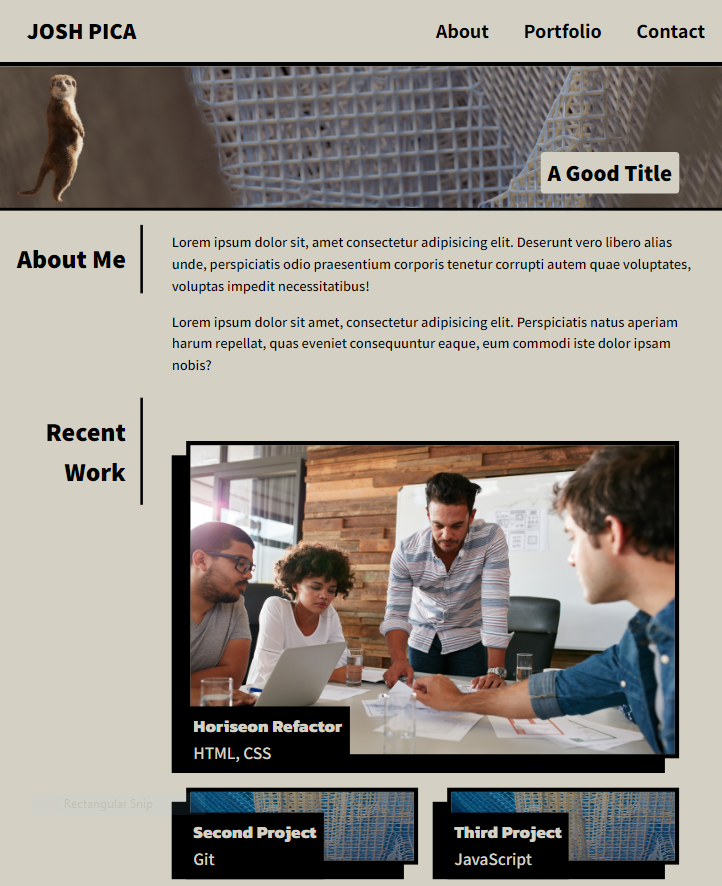 JOSH PICA
About
Portfolio
Contact
A Good Title
About Me
Lorem ipsum dolor sit, amet consectetur adipisicing elit. Deserunt vero libero alias
unde, perspiciatis odio praesentium corporis tenetur corrupti autem quae voluptates,
voluptas impedit necessitatibus!
Lorem ipsum dolor sit amet, consectetur adipisicing elit. Perspiciatis natus aperiam
harum repellat, quas eveniet consequuntur eaque, eum commodi iste dolor ipsam
nobis?
Recent
Work
Horiseon Refactor
HTML, CSS
Rectangular Snip
Second Project
Git
Third Project
JavaScript